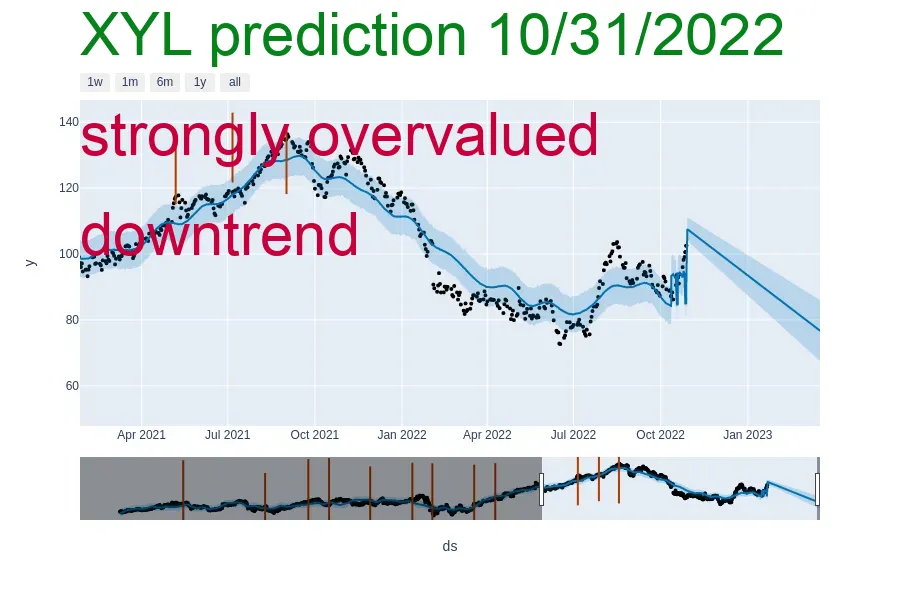 XYL prediction 10/31/2022
1w 1m 6m 1y all
140
strongly overvalued
120
downtrend
100
y
80
60
Apr 2021 Jul 2021 Oct 2021 Jan 2022 Apr 2022 Jul 2022 Oct 2022 Jan 2023
ds